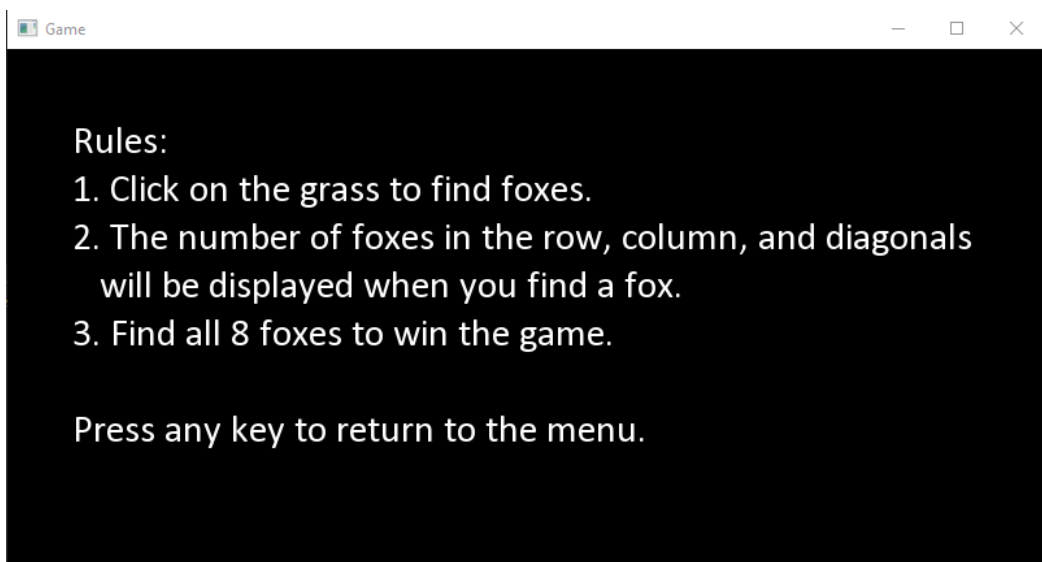 Game
Rules:
1. Click on the grass to find foxes.
2. The number of foxes in the row, column, and diagonals
will be displayed when you find a fox.
3. Find all 8 foxes to win the game.
Press any key to return to the menu.